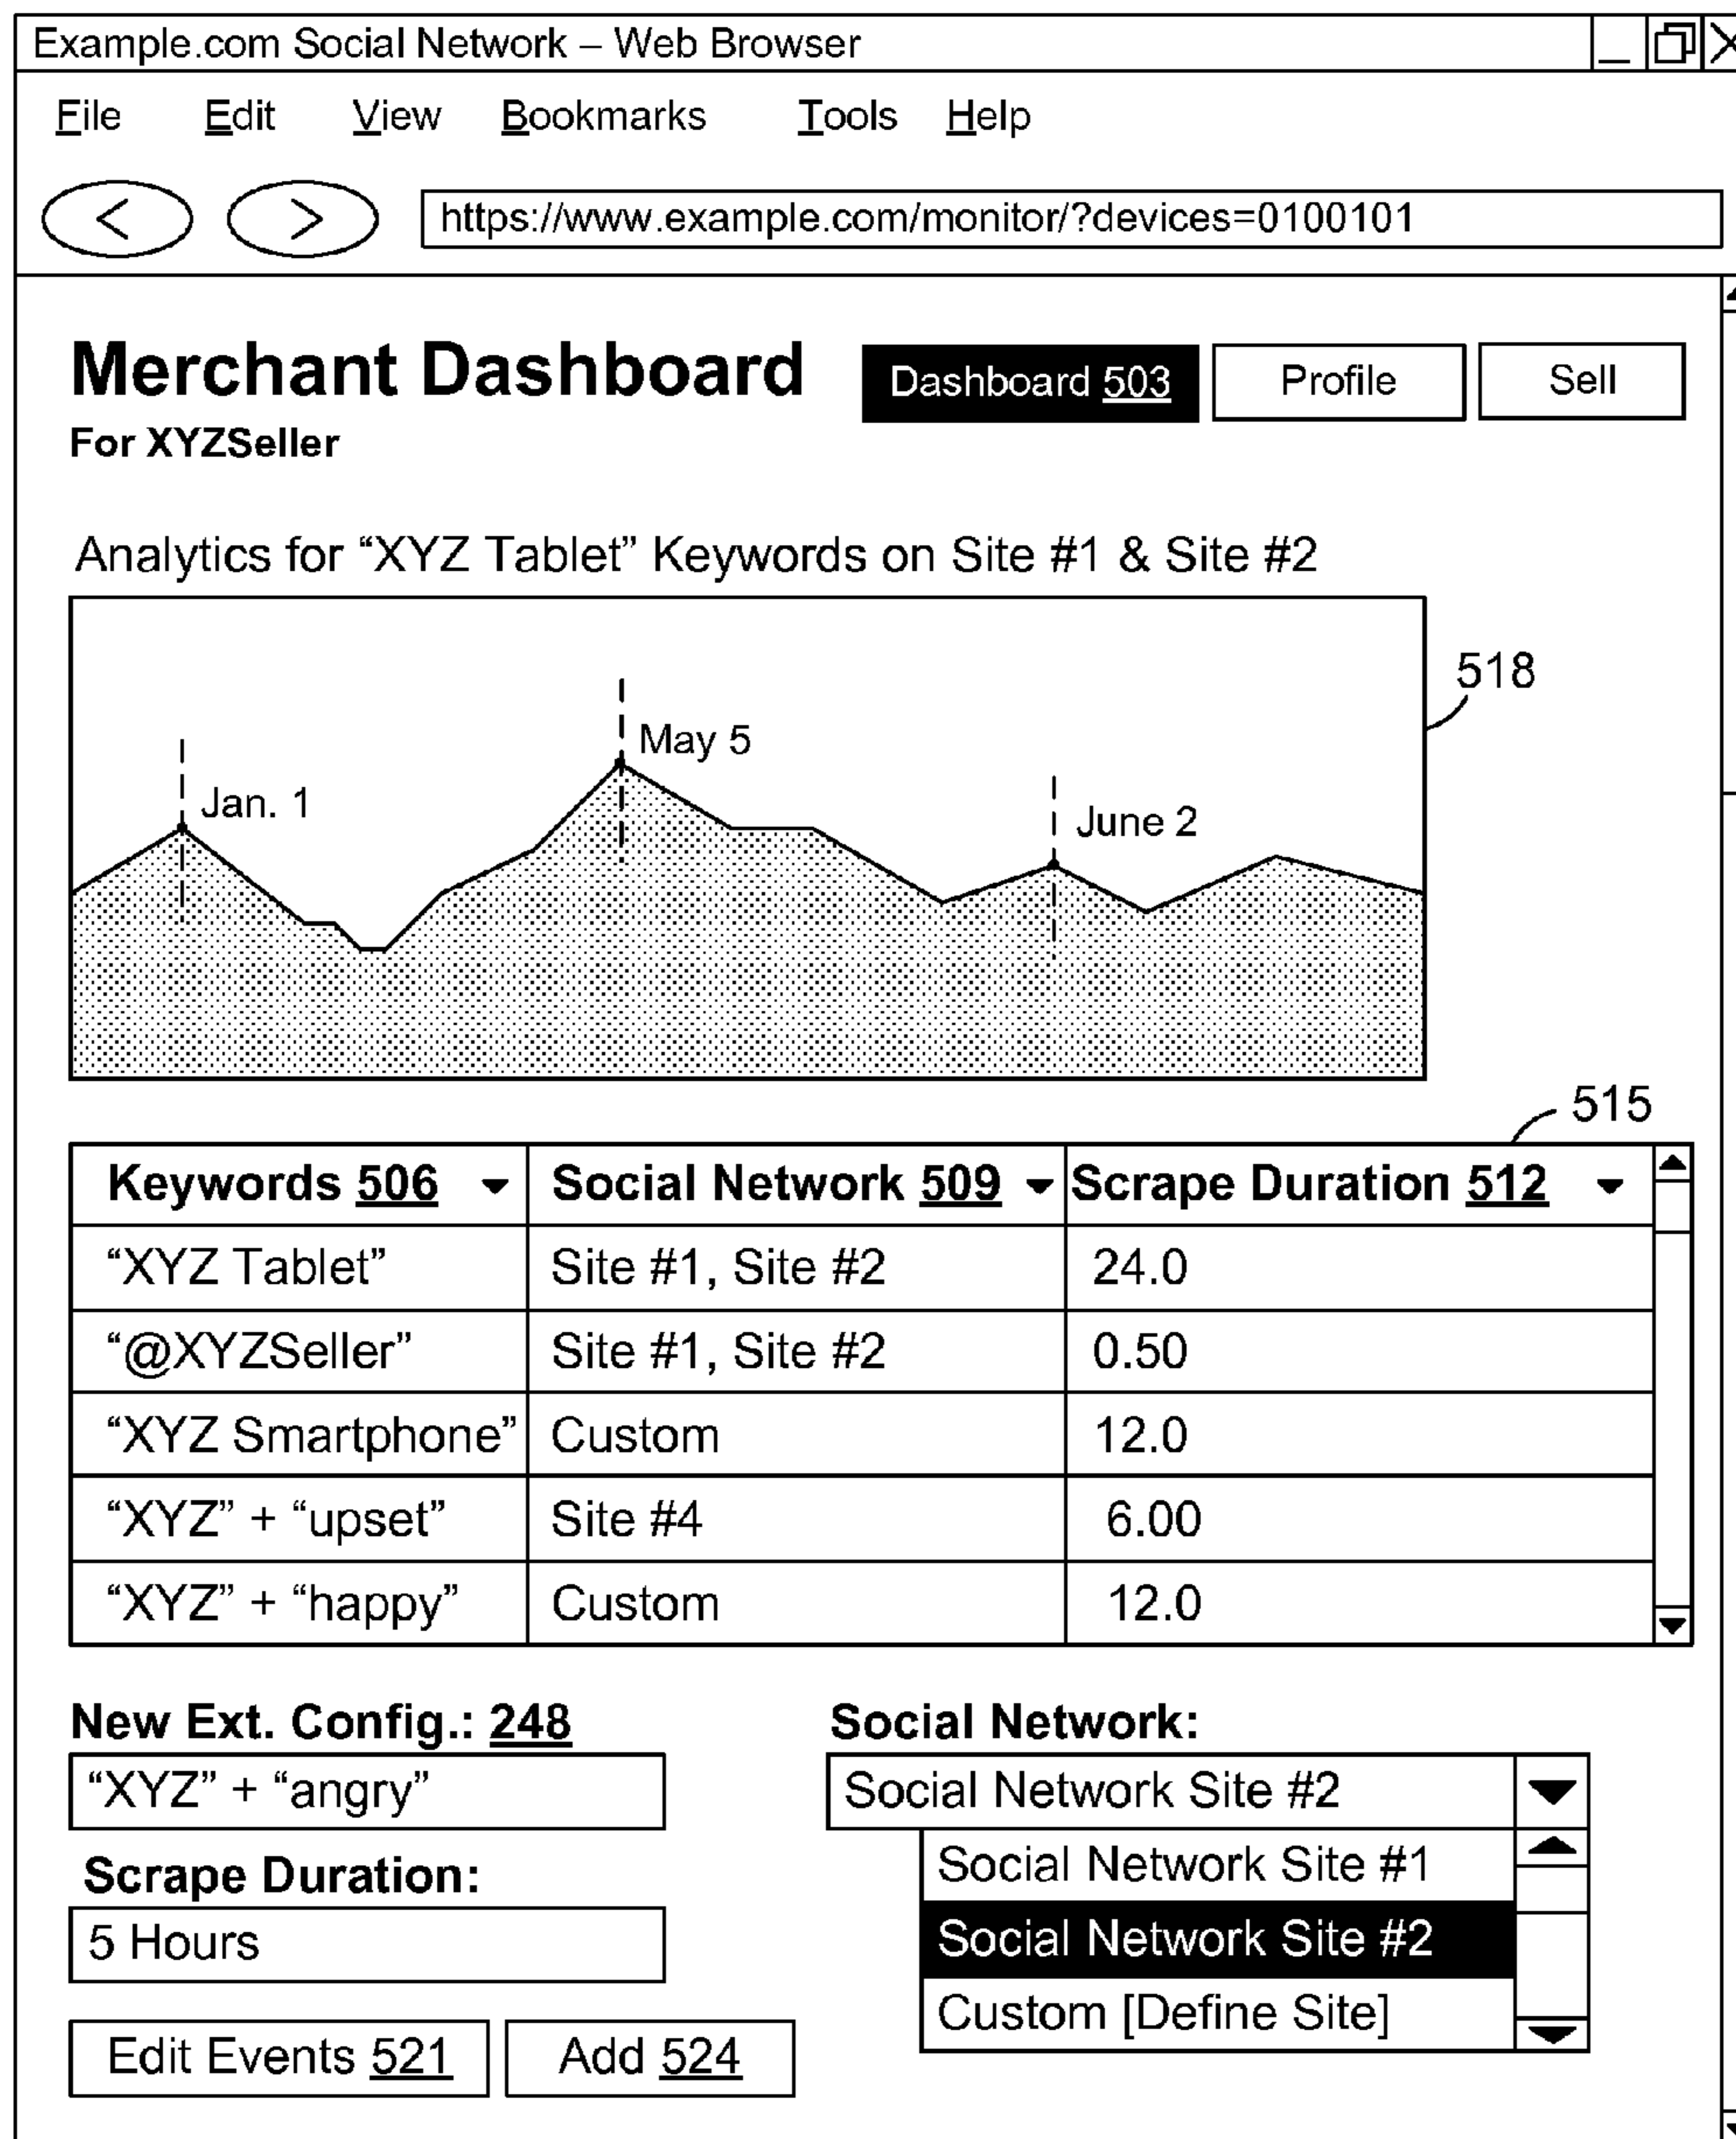 Example.com Social Network – Web Browser
File Edit View Bookmarks Tools Help
< > https://www.example.com/monitor/?devices=0100101
Merchant Dashboard Dashboard 503 Profile Sell
For XYZSeller
Analytics for “XYZ Tablet” Keywords on Site #1 & Site #2
518
May 5
Jan. 1
June 2
515
Keywords 506 Social Network 509 Scrape Duration 512
“XYZ Tablet” Site #1, Site #2 24.0
“@XYZSeller” Site #1, Site #2 0.50
“XYZ Smartphone” Custom 12.0
“XYZ” + “upset” Site #4 6.00
“XYZ” + “happy” Custom 12.0
New Ext. Config.: 248 Social Network:
“XYZ” + “angry” Social Network Site #2
Scrape Duration: Social Network Site #1
5 Hours Social Network Site #2
Custom [Define Site]
Edit Events 521 Add 524